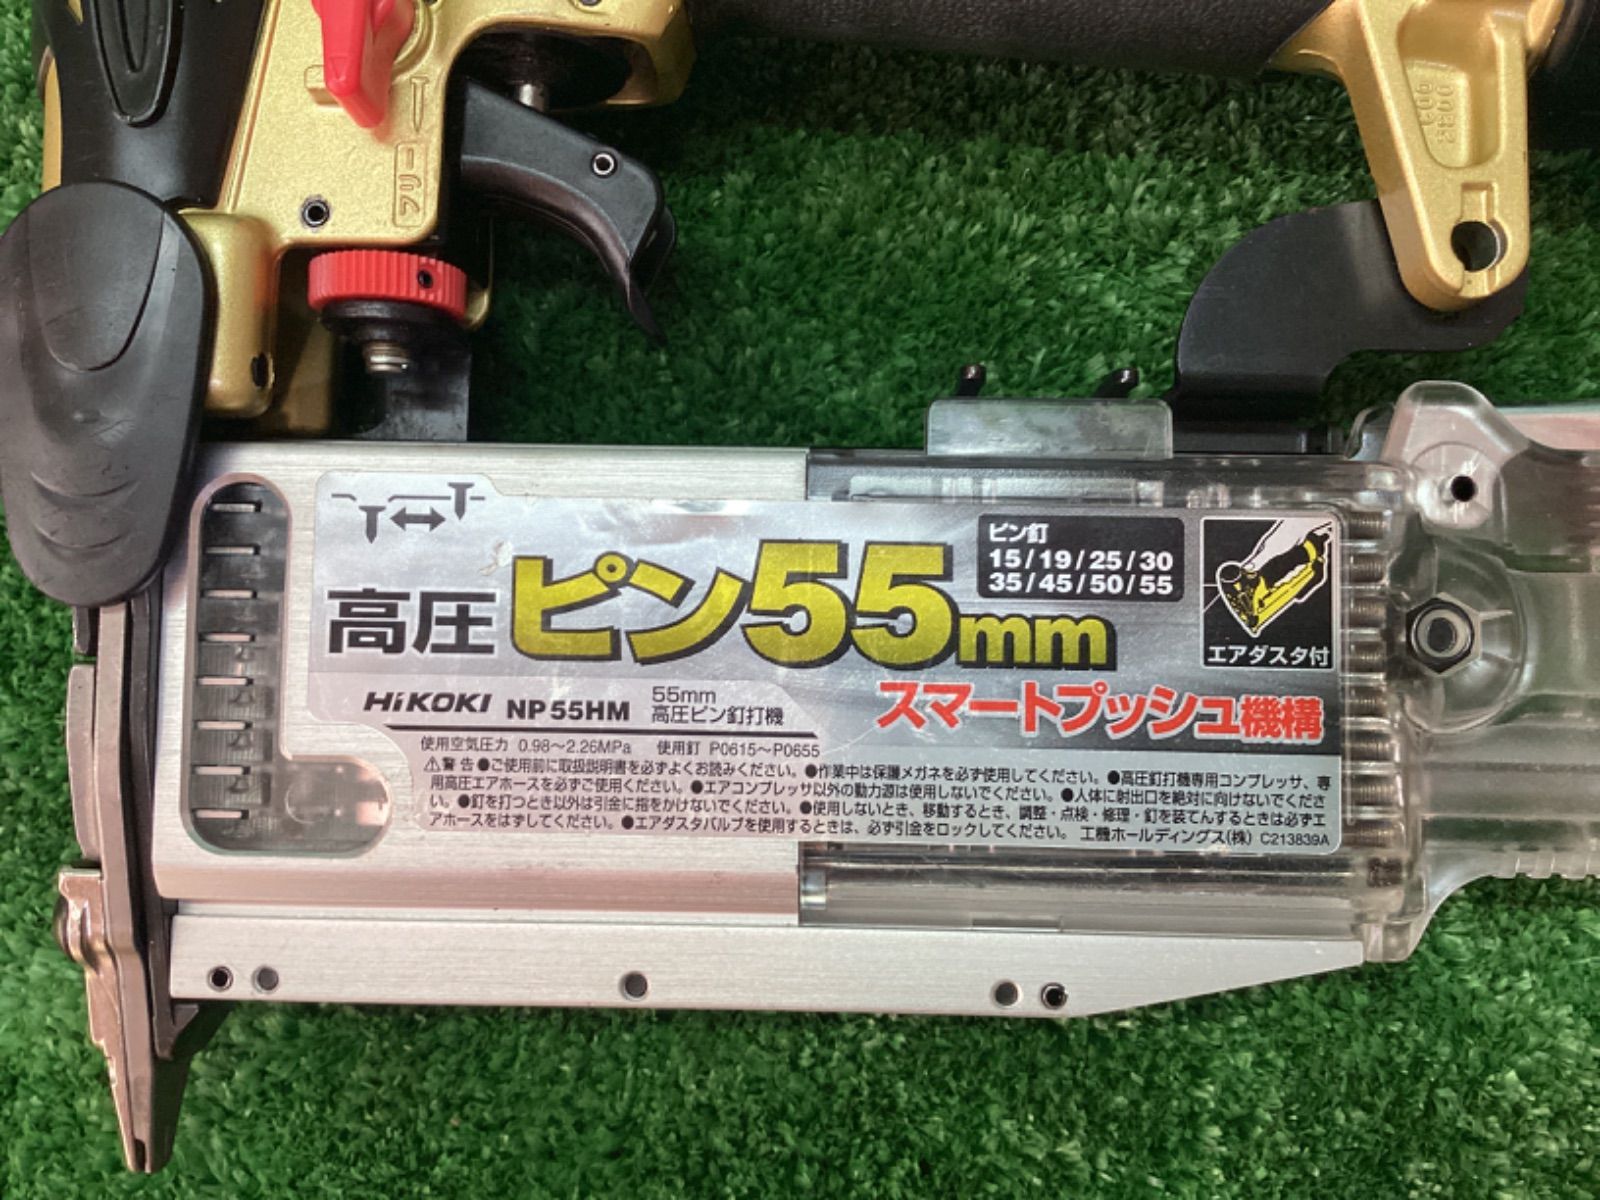 フリー
0033
003
ピン釘
15/19/25/30
35/45/50/55
高圧ピン55mm
エアダスタ付
スマートプッシュ機構
HiKOKI NP55HM 55mm
高圧ピン釘打機
使用空気圧力 0.98~2.26MPa 使用釘 P0615~P0655
⚠警告●ご使用前に取扱説明書を必ずよくお読みください。●作業中は保護メガネを必ず使用してください。●高圧釘打機専用コンプレッサ、専
用高圧エアホースを必ずご使用ください。●エアコンプレッサ以外の動力源は使用しないでください。●人体に射出口を絶対に向けないでくださ
い。●釘を打つとき以外は引金に指をかけないでください。●使用しないとき、移動するとき、調整・点検・修理・釘を装てんするときは必ずエ
アホースをはずしてください。●エアダスタバルブを使用するときは、必ず引金をロックしてください。 工機ホールディングス(株) C213839A